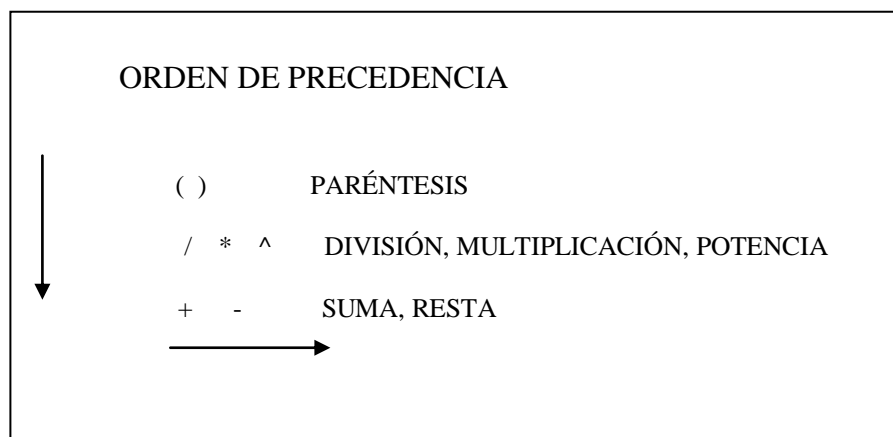 ORDEN DE PRECEDENCIA
( ) PARÉNTESIS
/ * ^ DIVISIÓN, MULTIPLICACIÓN, POTENCIA
+ - SUMA, RESTA